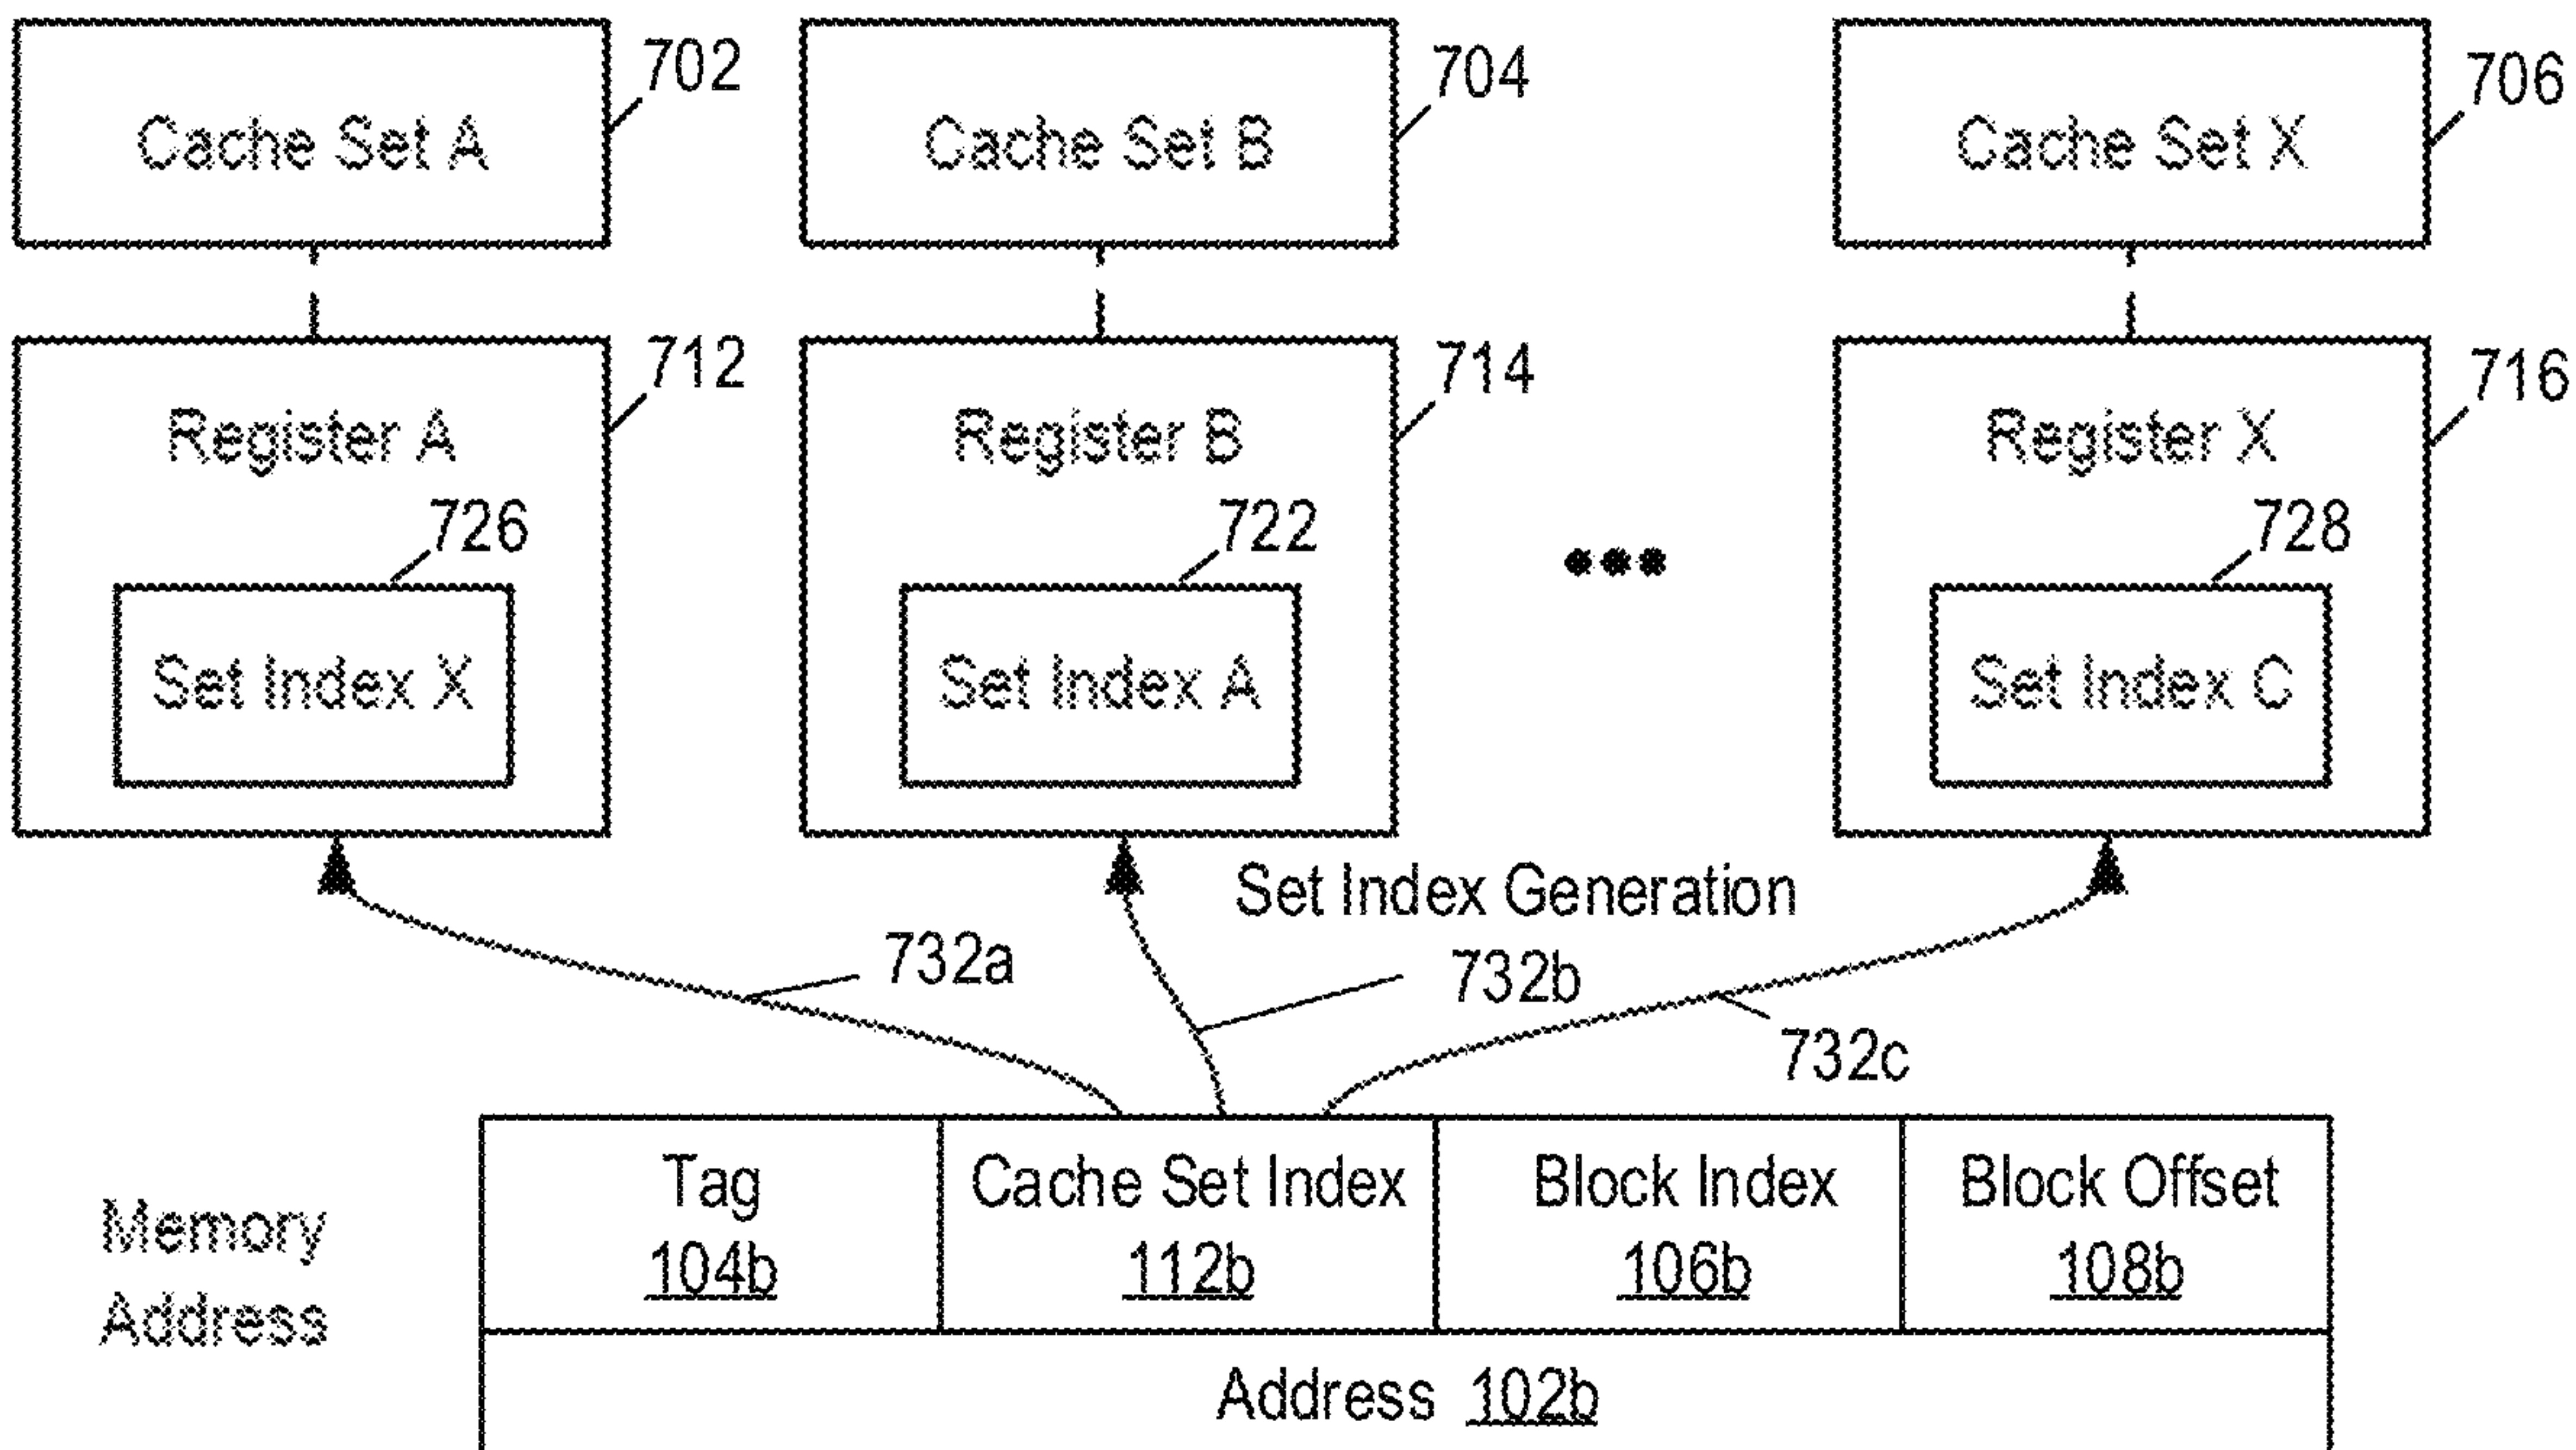 702
704
706
Cache Set A
Cache Set B
Cache Set X
712
714
716
Register A
Register B
Register X
726
722
728
Set Index X
Set Index A
Set Index C
Set Index Generation
732a
732b
732c
Memory
Address
Tag
104b
Cache Set Index
112b
Block Index
106b
Block Offset
108b
Address 102b